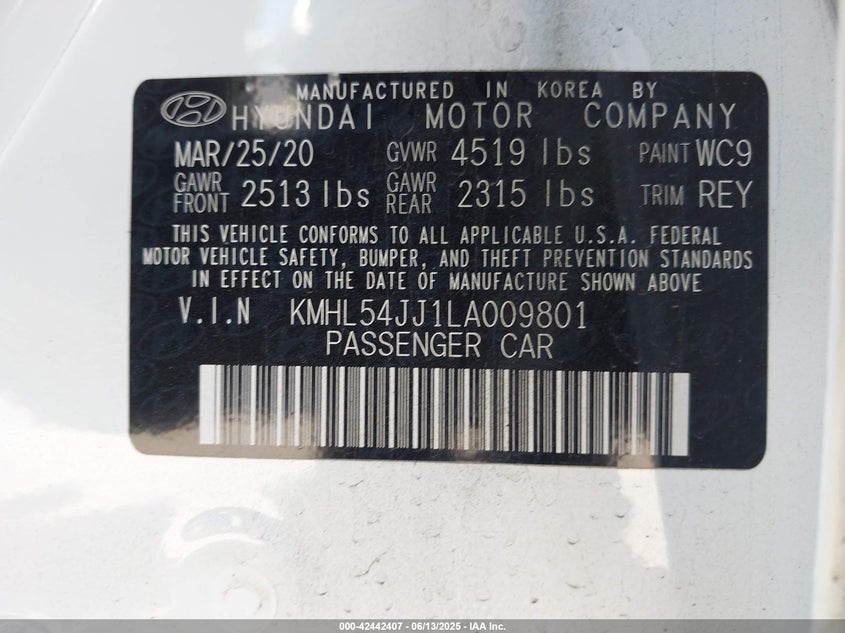 MANUFACTURED IN KOREA BY
HYUNDAI MOTOR COMPANY
MAR/25/20 GVWR 4519 lbs PAINT WC9
GAWR FRONT 2513 lbs GAWR REAR 2315 lbs TRIM REY
THIS VEHICLE CONFORMS TO ALL APPLICABLE U.S.A. FEDERAL
MOTOR VEHICLE SAFETY, BUMPER, AND THEFT PREVENTION STANDARDS
IN EFFECT ON THE DATE OF MANUFACTURE SHOWN ABOVE
V.I.N KMHL54JJ1LA009801
PASSENGER CAR
000-42442407 - 06/13/2025 - IAA Inc.